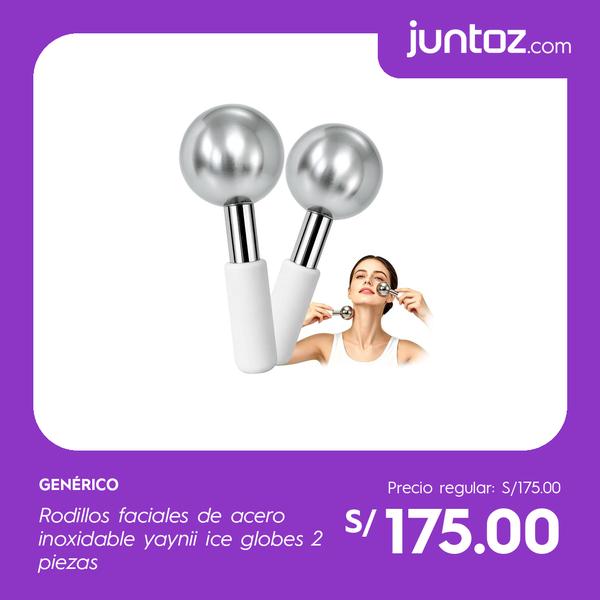 juntoz.com
GENÉRICO
Rodillos faciales de acero
inoxidable yaynii ice globes 2
piezas
Precio regular: S/175.00
S/ 175.00